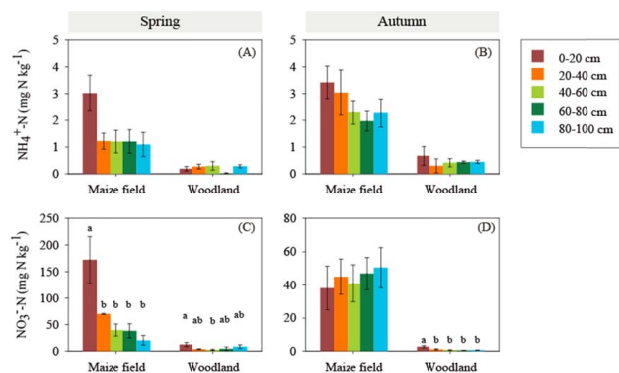 Spring
Autumn
NH4⁺-N (mg N kg⁻¹)
5
4
3
2
1
0
(A)
Maize field
Woodland
5
4
3
2
1
0
(B)
Maize field
Woodland
0-20 cm
20-40 cm
40-60 cm
60-80 cm
80-100 cm
NO₃⁻-N (mg N kg⁻¹)
250
200
150
100
50
0
(C)
a
b b b b
a ab b ab ab
Maize field
Woodland
80
60
40
20
0
(D)
a b b b b
Maize field
Woodland